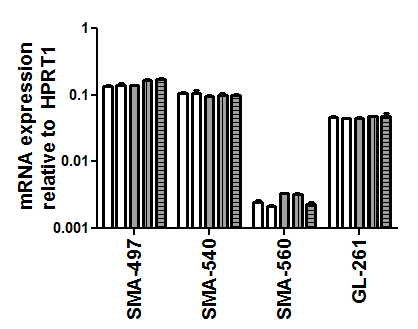 mRNA expression
relative to HPRT1
1
0.1
0.01
0.001
SMA-497
SMA-540
SMA-560
GL-261